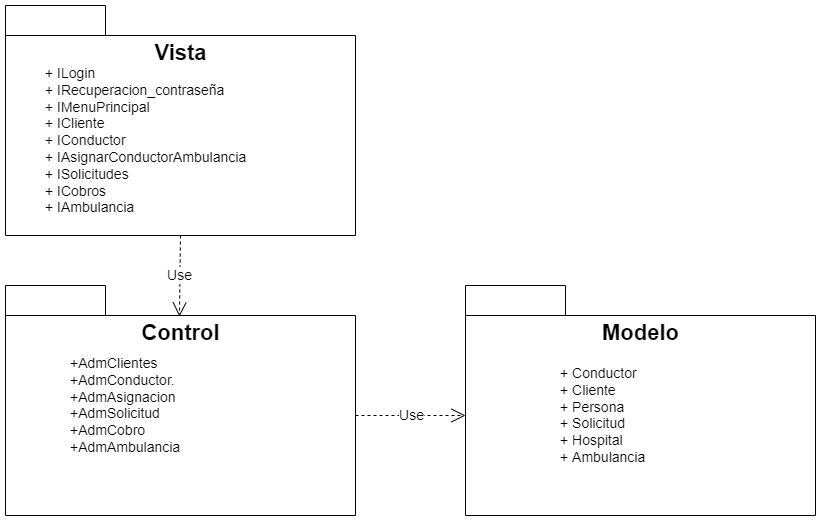 Vista
+ ILogin
+ IRecuperacion_contraseña
+ IMenuPrincipal
+ ICliente
+ IConductor
+ IAsignarConductorAmbulancia
+ ISolicitudes
+ ICobros
+ IAmbulancia
Use
Control
+AdmClientes
+AdmConductor.
+AdmAsignacion
+AdmSolicitud
+AdmCobro
+AdmAmbulancia
Use
Modelo
+ Conductor
+ Cliente
+ Persona
+ Solicitud
+ Hospital
+ Ambulancia